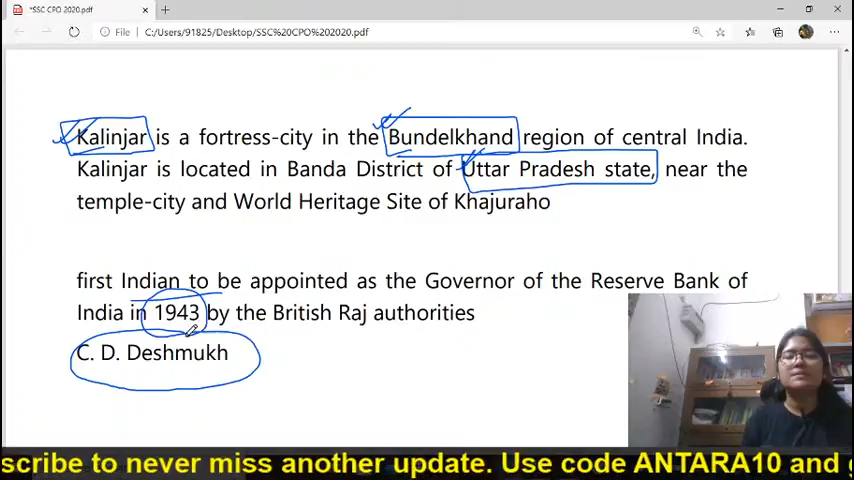 *SSC CPO 2020.pdf
File
C:/Users/91825/Desktop/SSC%20CPO%202020.pdf
Kalinjar is a fortress-city in the Bundelkhand region of central India.
Kalinjar is located in Banda District of Uttar Pradesh state, near the
temple-city and World Heritage Site of Khajuraho
first Indian to be appointed as the Governor of the Reserve Bank of
India in 1943 by the British Raj authorities
C. D. Deshmukh
scribe to never miss another update. Use code ANTARA10 and g